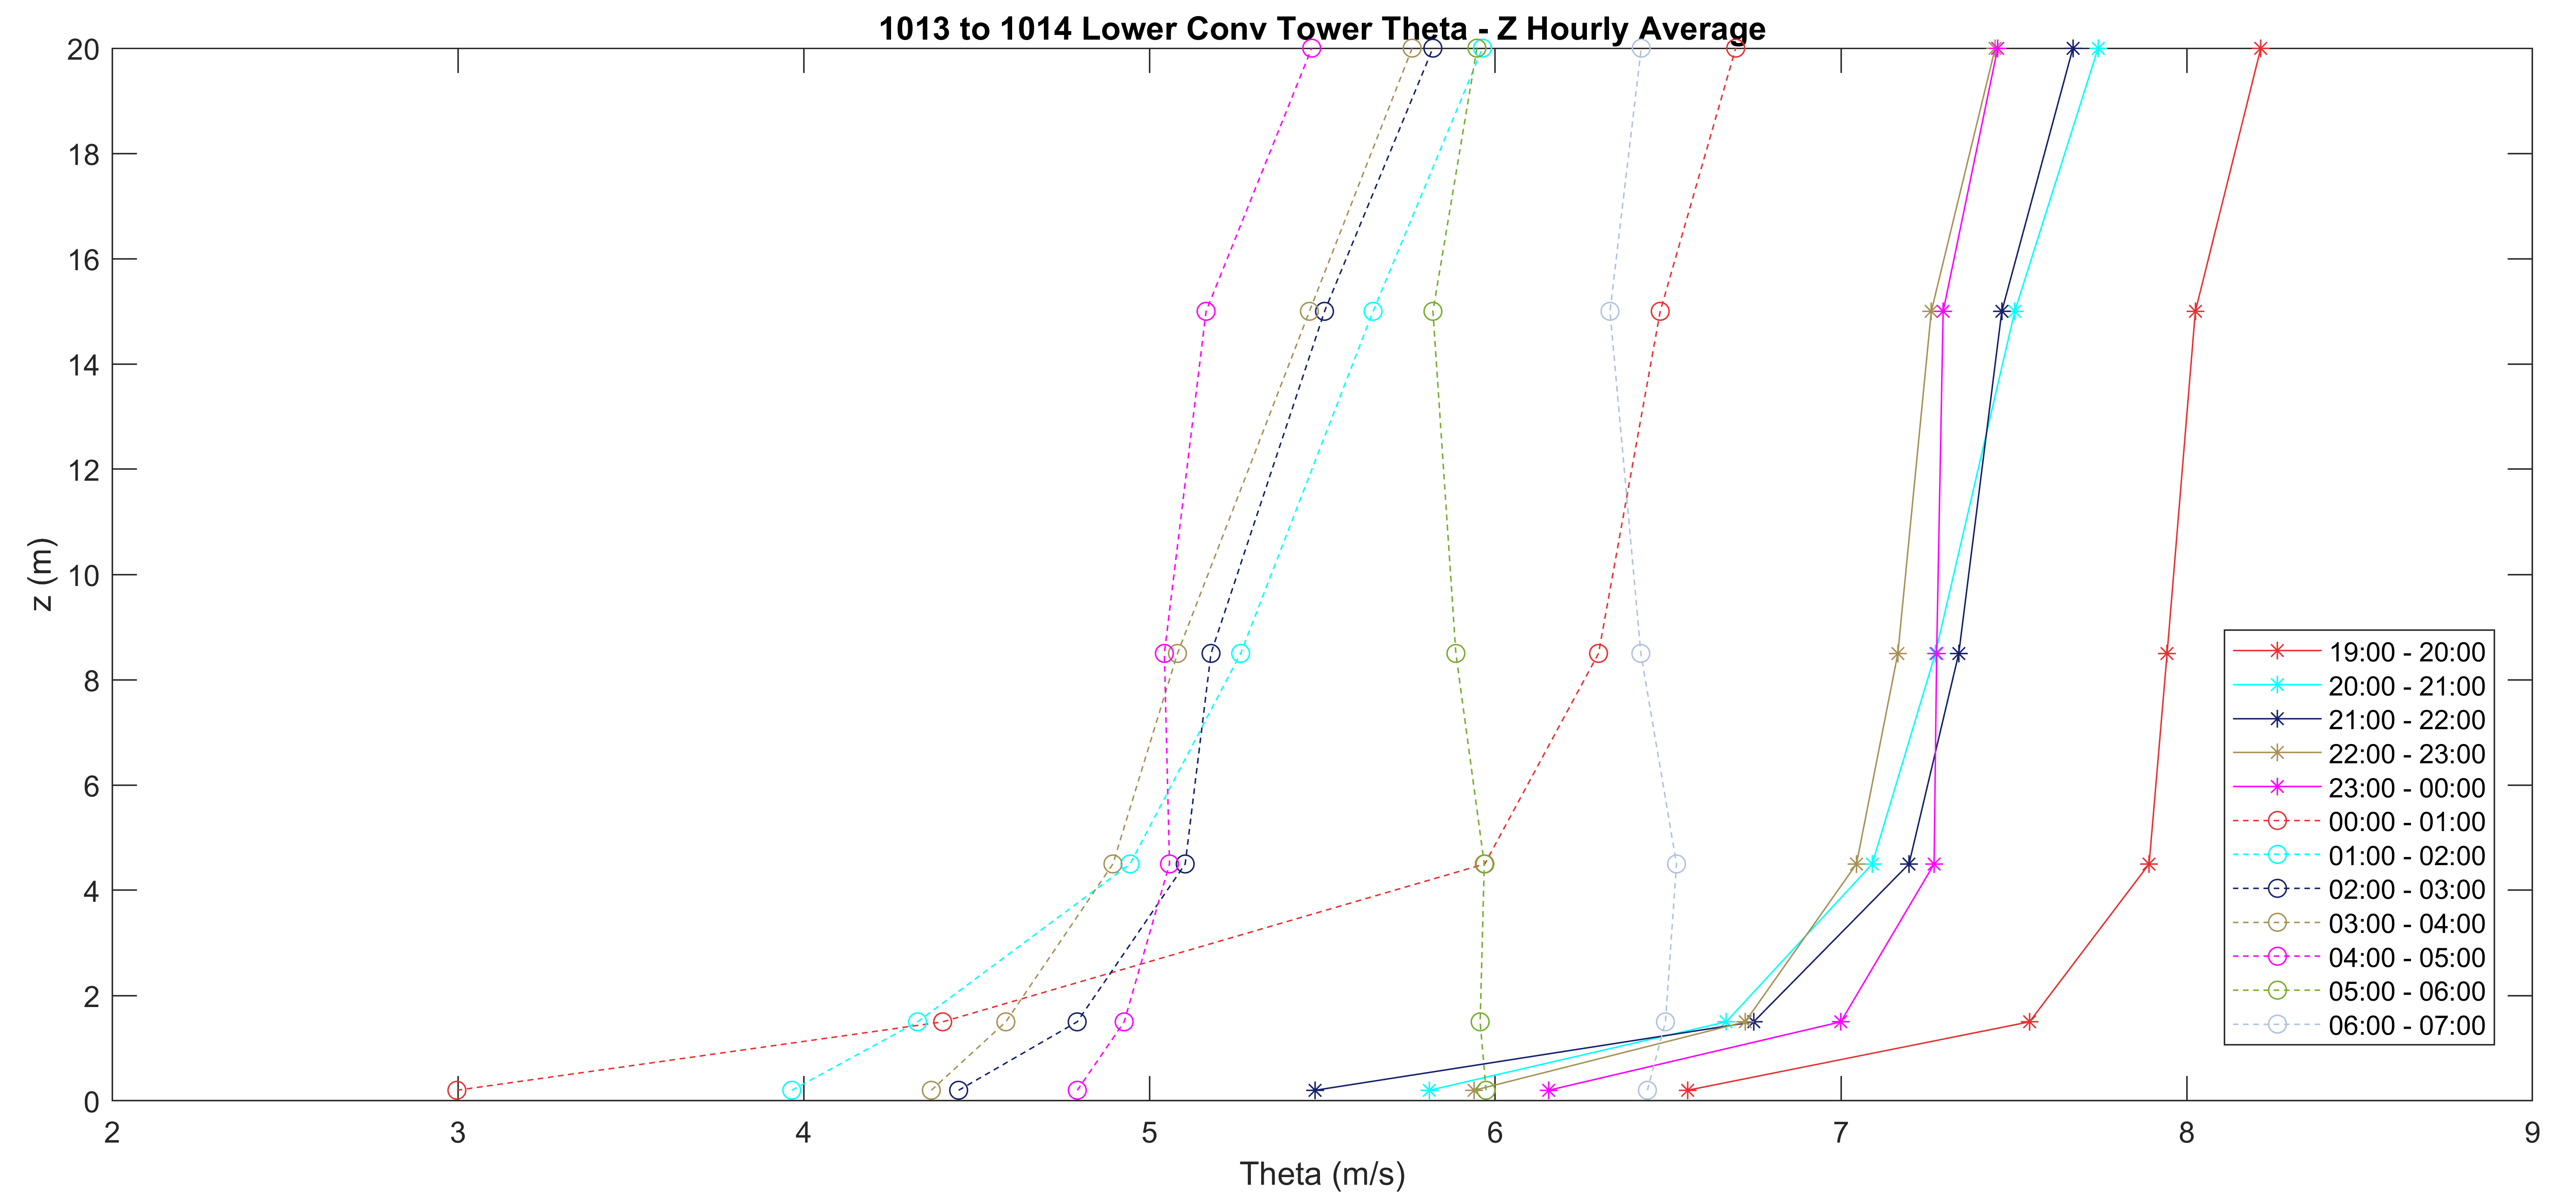 1013 to 1014 Lower Conv Tower Theta - Z Hourly Average
20
18
16
14
12
10
8
6
4
2
0
z (m)
2 3 4 5 6 7 8 9
Theta (m/s)
19:00 - 20:00
20:00 - 21:00
21:00 - 22:00
22:00 - 23:00
23:00 - 00:00
00:00 - 01:00
01:00 - 02:00
02:00 - 03:00
03:00 - 04:00
04:00 - 05:00
05:00 - 06:00
06:00 - 07:00